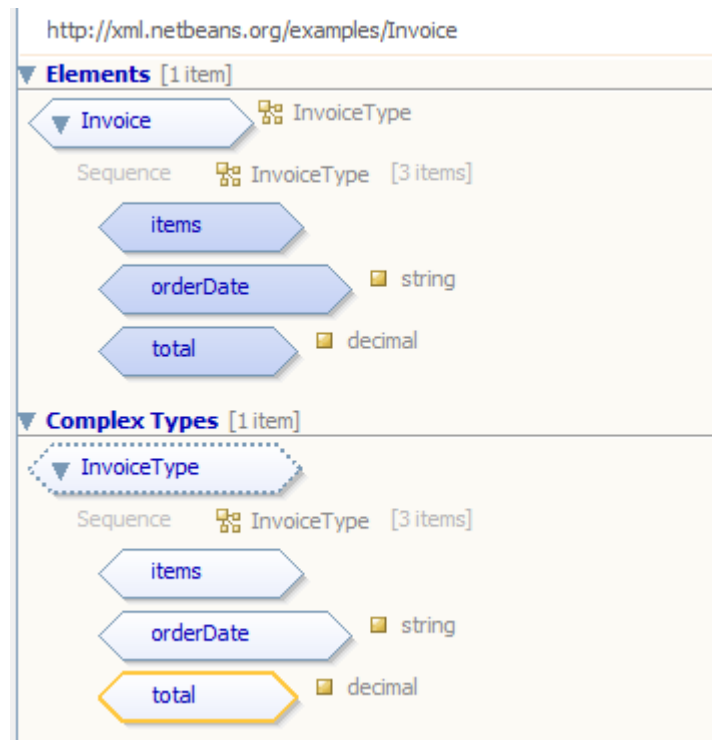 http://xml.netbeans.org/examples/Invoice
Elements [1 item]
Invoice InvoiceType
Sequence InvoiceType [3 items]
items
orderDate string
total decimal
Complex Types [1 item]
InvoiceType
Sequence InvoiceType [3 items]
items
orderDate string
total decimal